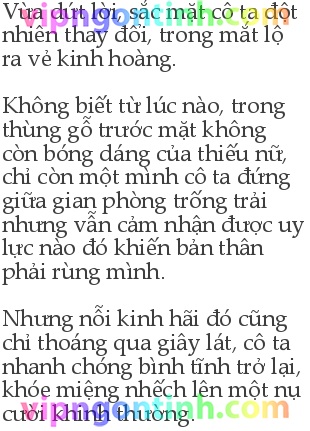 Vừa dứt lời, sắc mặt cô ta đột
nhiên thay đổi, trong mắt lộ
ra vẻ kinh hoàng.
Không biết từ lúc nào, trong
thùng gỗ trước mặt không
còn bóng dáng của thiếu nữ,
chỉ còn một mình cô ta đứng
giữa gian phòng trống trải
nhưng vẫn cảm nhận được uy
lực nào đó khiến bản thân
phải rùng mình.
Nhưng nỗi kinh hãi đó cũng
chỉ thoáng qua giây lát, cô ta
nhanh chóng bình tĩnh trở lại,
khóe miệng nhếch lên một nụ
cười khinh thường.
vipngontinh.com
vipngontinh.com